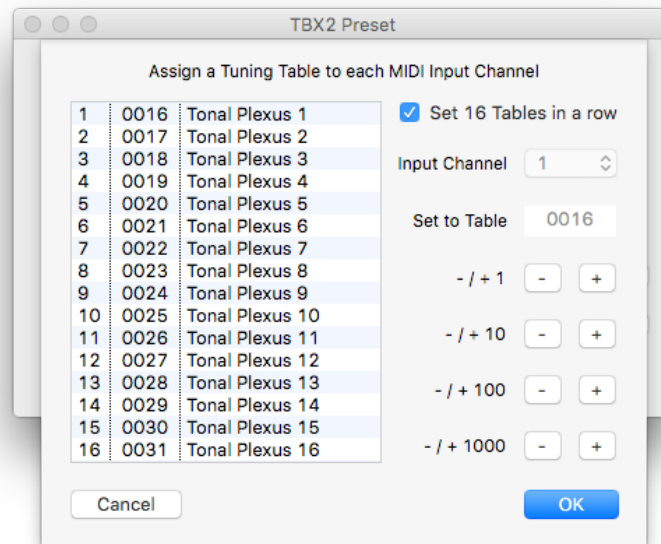 TBX2 Preset
Assign a Tuning Table to each MIDI Input Channel
1 0016 Tonal Plexus 1
2 0017 Tonal Plexus 2
3 0018 Tonal Plexus 3
4 0019 Tonal Plexus 4
5 0020 Tonal Plexus 5
6 0021 Tonal Plexus 6
7 0022 Tonal Plexus 7
8 0023 Tonal Plexus 8
9 0024 Tonal Plexus 9
10 0025 Tonal Plexus 10
11 0026 Tonal Plexus 11
12 0027 Tonal Plexus 12
13 0028 Tonal Plexus 13
14 0029 Tonal Plexus 14
15 0030 Tonal Plexus 15
16 0031 Tonal Plexus 16
Set 16 Tables in a row
Input Channel 1
Set to Table 0016
- / + 1 - +
- / + 10 - +
- / + 100 - +
- / + 1000 - +
Cancel
OK